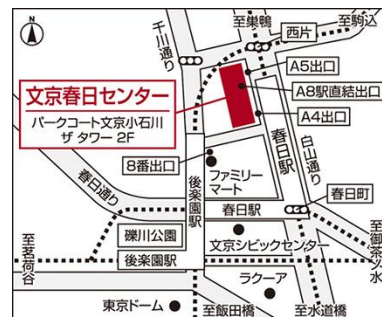 N
至巣鴨
至駒込
千川通り
西片
A5出口
A8駅直結出口
A4出口
文京春日センター
パークコート文京小石川
ザ タワー 2F
8番出口
ファミリー
マート
春日駅
白山通り
春日通り
後楽園駅
春日駅
春日町
礫川公園
文京シビックセンター
至茗荷谷
後楽園駅
至御茶ノ水
ラクーア
東京ドーム
至飯田橋
至水道橋